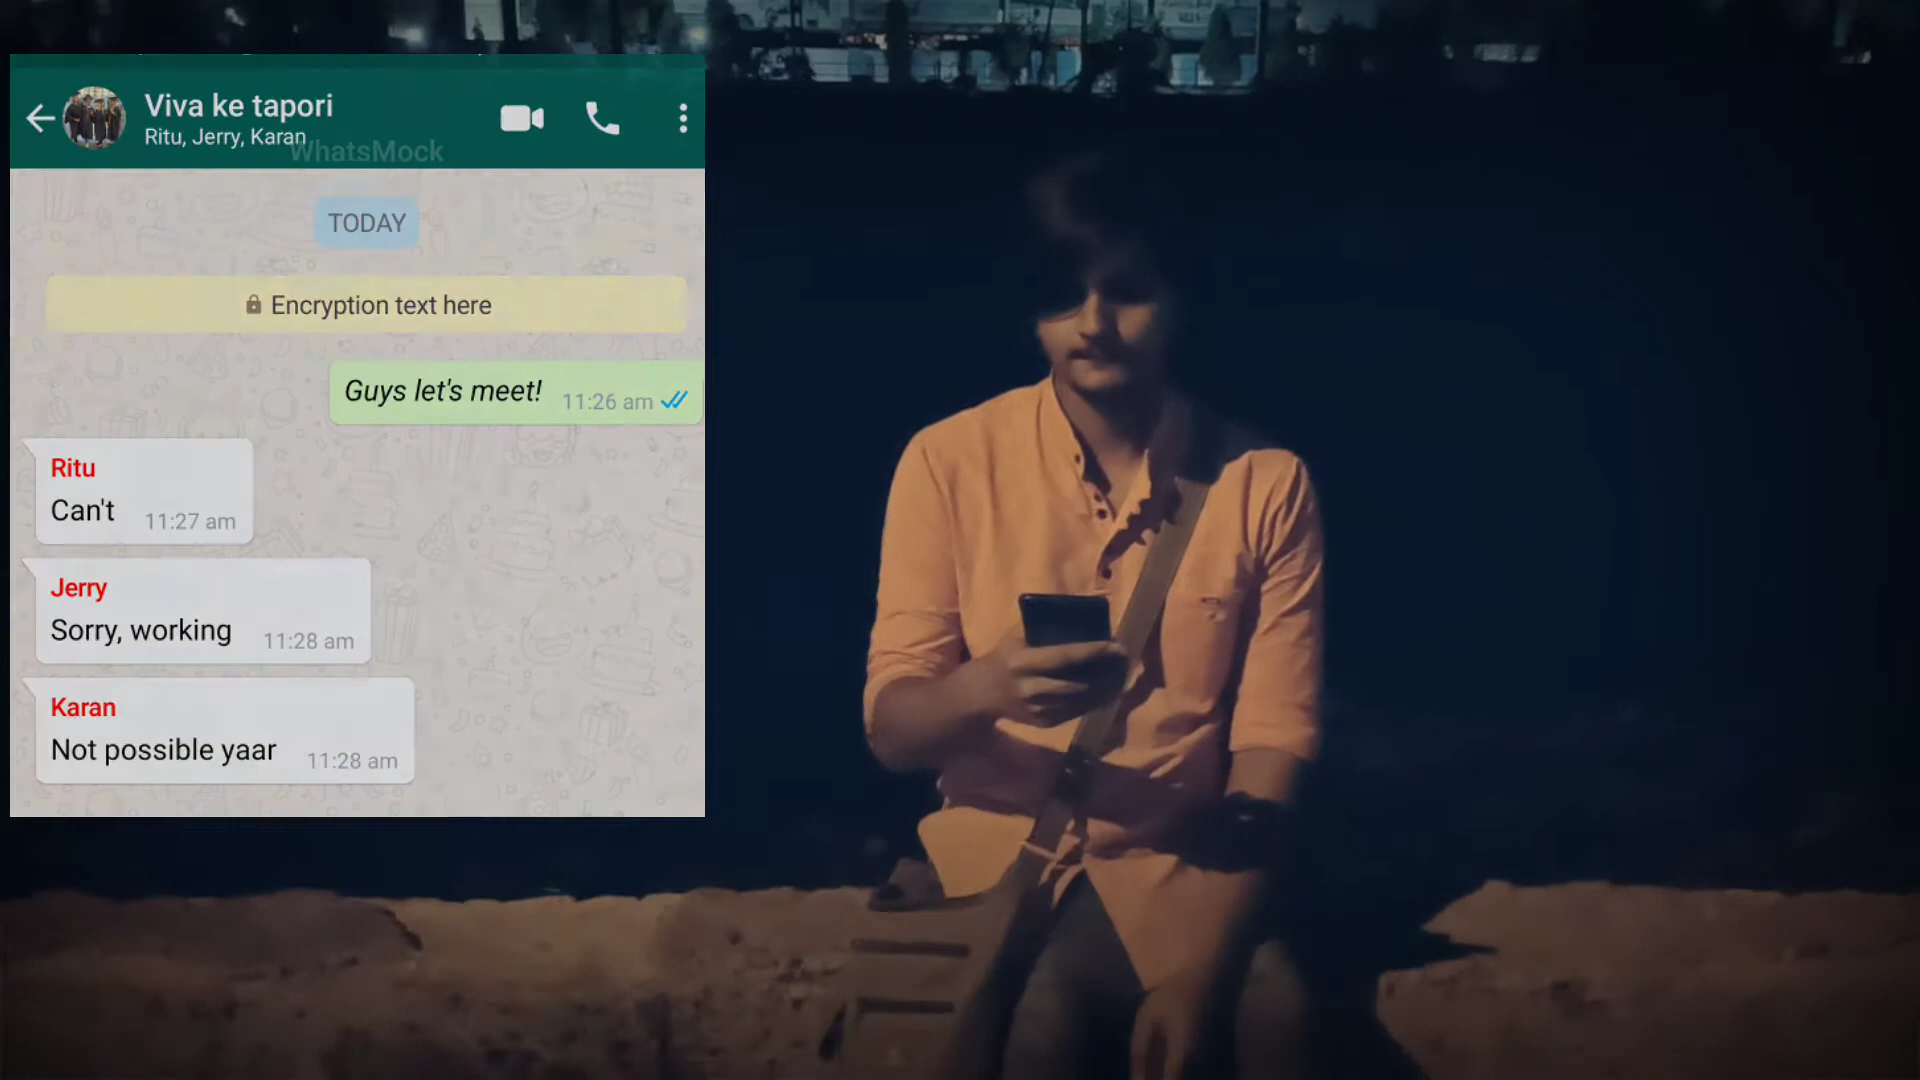 Viva ke tapori
Ritu, Jerry, Karan
WhatsMock
TODAY
Encryption text here
Guys let's meet! 11:26 am
Ritu
Can't 11:27 am
Jerry
Sorry, working 11:28 am
Karan
Not possible yaar 11:28 am